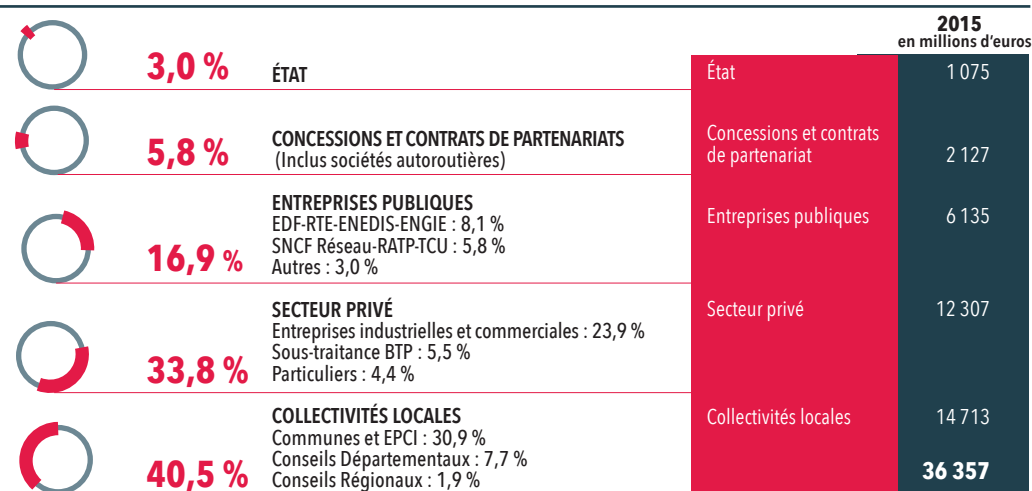 2015
en millions d'euros
3,0 %
ÉTAT
État
1 075
5,8 %
CONCESSIONS ET CONTRATS DE PARTENARIATS
(Inclus sociétés autoroutières)
Concessions et contrats
de partenariat
2 127
16,9 %
ENTREPRISES PUBLIQUES
EDF-RTE-ENEDIS-ENGIE : 8,1 %
SNCF Réseau-RATP-TCU : 5,8 %
Autres : 3,0 %
Entreprises publiques
6 135
33,8 %
SECTEUR PRIVÉ
Entreprises industrielles et commerciales : 23,9 %
Sous-traitance BTP : 5,5 %
Particuliers : 4,4 %
Secteur privé
12 307
40,5 %
COLLECTIVITÉS LOCALES
Communes et EPCI : 30,9 %
Conseils Départementaux : 7,7 %
Conseils Régionaux : 1,9 %
Collectivités locales
14 713
36 357